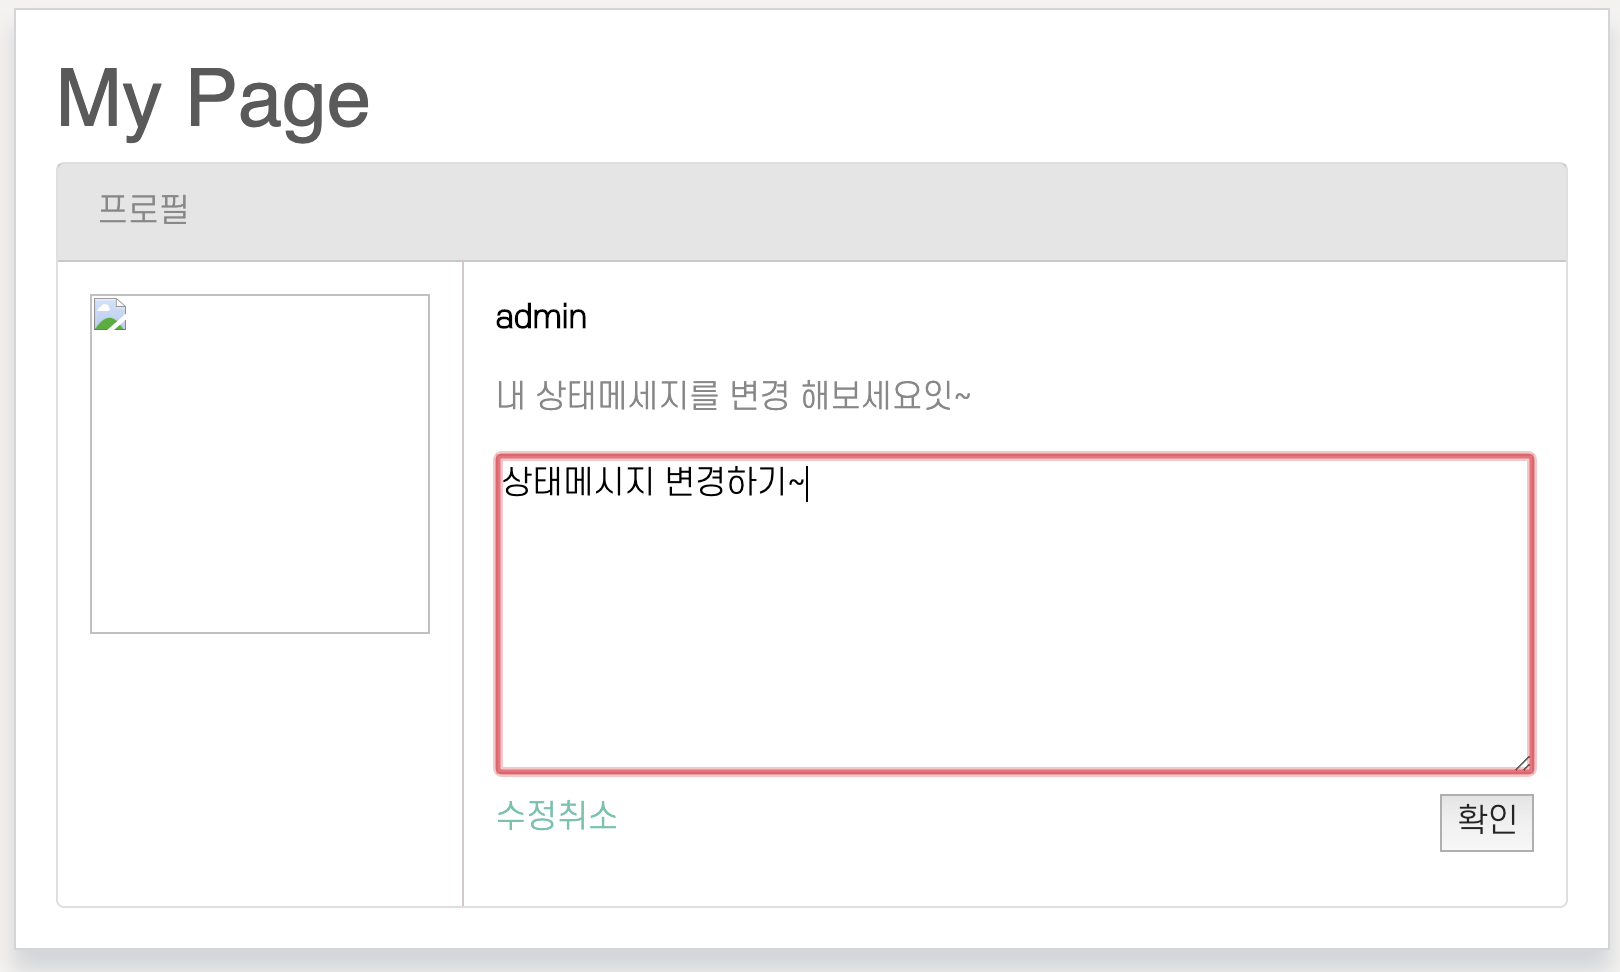 My Page
프로필
admin
내 상태메세지를 변경 해보세요잇~
상태메시지 변경하기~
수정취소
확인